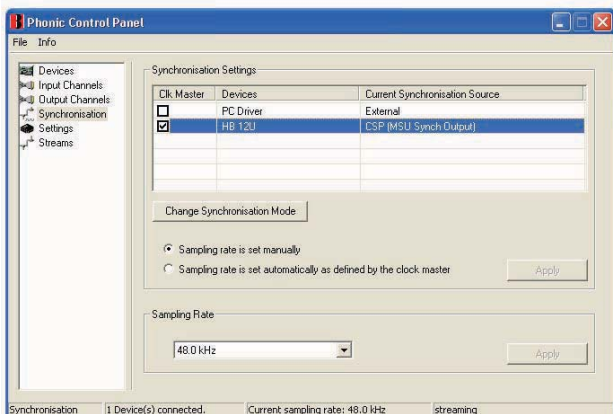 Phonic Control Panel
File Info
Devices
Input Channels
Output Channels
Synchronisation
Settings
Streams
Synchronisation Settings
Clk Master Devices Current Synchronisation Source
PC Driver External
HB 12U CSP (MSU Synch Output)
Change Synchronisation Mode
Sampling rate is set manually
Sampling rate is set automatically as defined by the clock master
Apply
Sampling Rate
48.0 kHz
Apply
Synchronisation 1 Device(s) connected. Current sampling rate: 48.0 kHz streaming